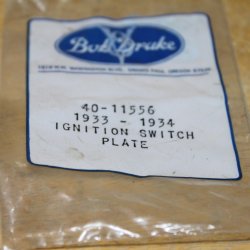 Bob Drake
40-11556
1933 - 1934
IGNITION SWITCH
PLATE